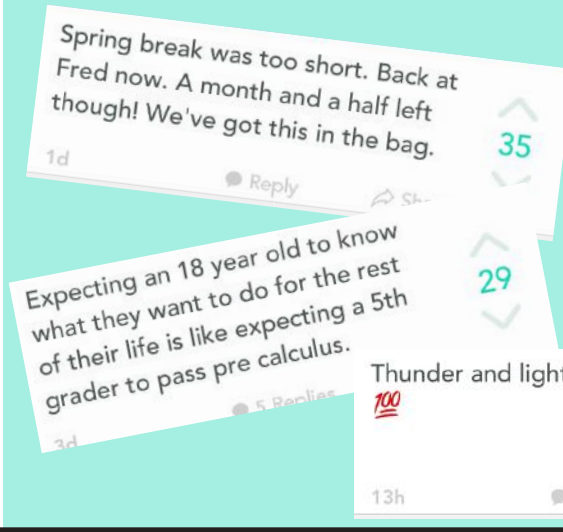 Spring break was too short. Back at
Fred now. A month and a half left
though! We've got this in the bag.
35
1d
Reply
Expecting an 18 year old to know
what they want to do for the rest
of their life is like expecting a 5th
grader to pass pre calculus.
29
3d
5 Replies
Thunder and light
💯
13h